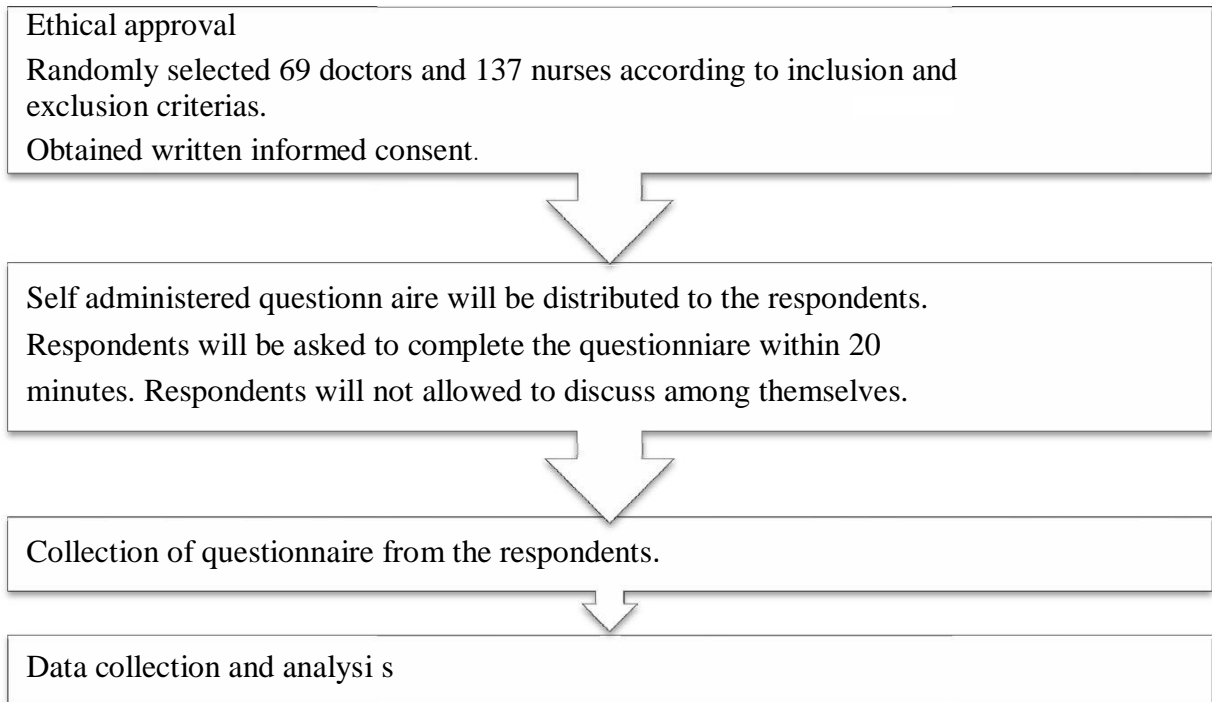 Ethical approval
Randomly selected 69 doctors and 137 nurses according to inclusion and
exclusion criterias.
Obtained written informed consent.
Self administered questionn aire will be distributed to the respondents.
Respondents will be asked to complete the questionniare within 20
minutes. Respondents will not allowed to discuss among themselves.
Collection of questionnaire from the respondents.
Data collection and analysi s